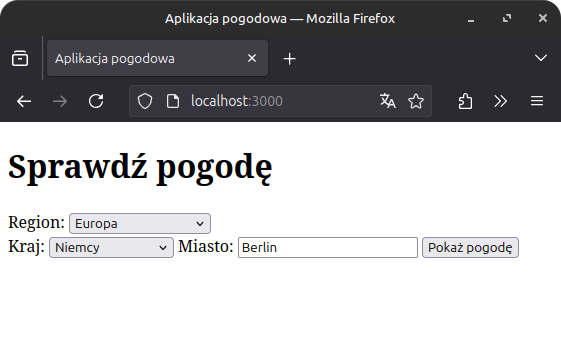 Aplikacja pogodowa — Mozilla Firefox
Aplikacja pogodowa
localhost:3000
Sprawdź pogodę
Region: Europa
Kraj: Niemcy Miasto: Berlin Pokaż pogodę